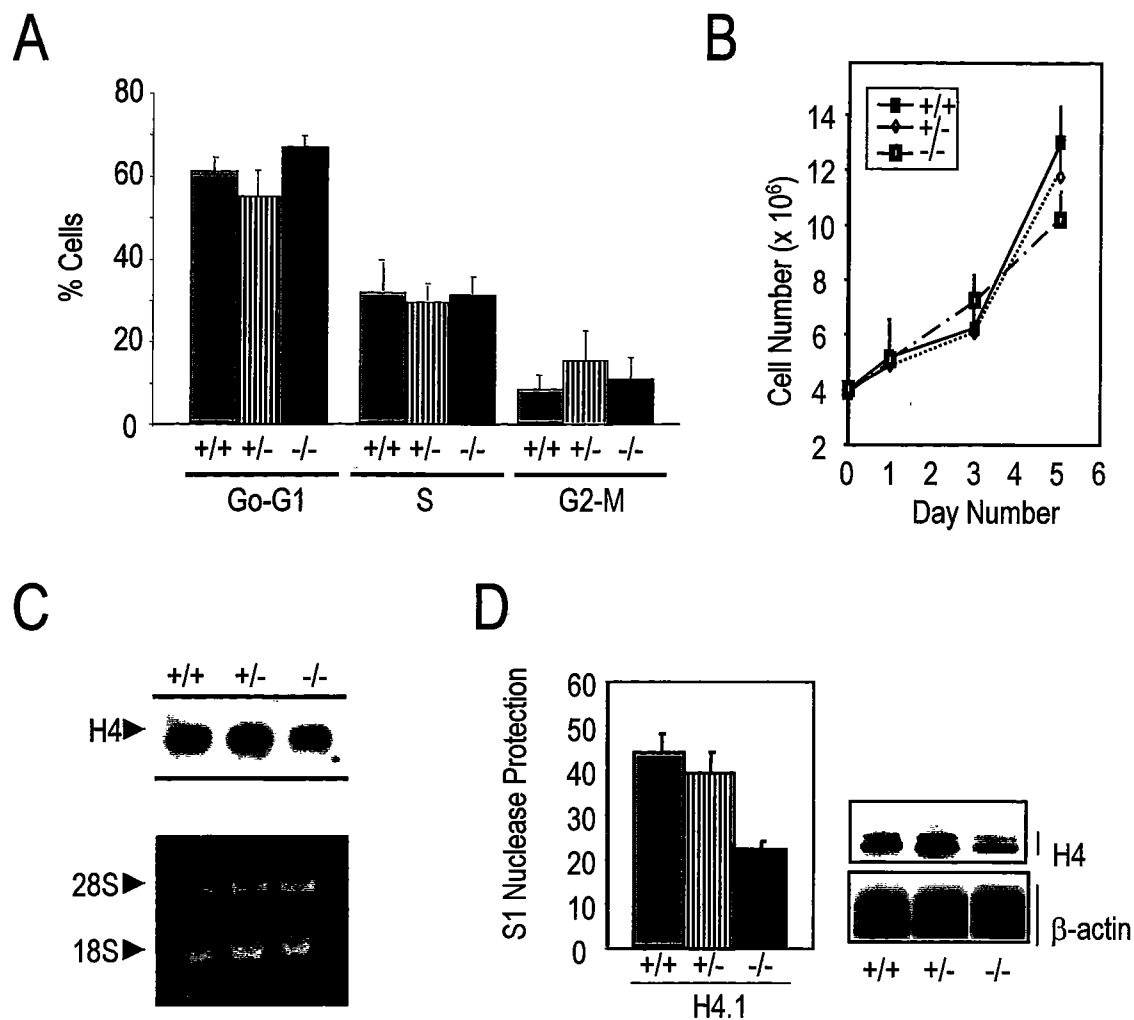 A
80
60
40
20
0
% Cells
+/+ +/- -/- +/+ +/- -/- +/+ +/- -/-
Go-G1 S G2-M
B
+/+
+/-
-/-
14
12
10
8
6
4
2
Cell Number (x 10⁶)
0 1 2 3 4 5 6
Day Number
C
+/+ +/- -/-
H4
28S
18S
D
60
50
40
30
20
10
0
S1 Nuclease Protection
+/+ +/- -/-
H4.1
H4
β-actin
+/+ +/- -/-